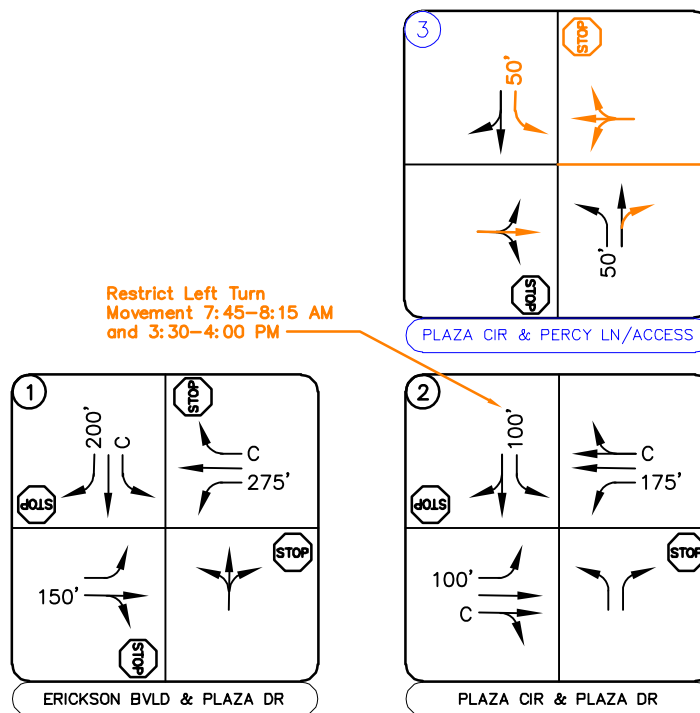 3
STOP
50'
50'
STOP
PLAZA CIR & PERCY LN/ACCESS
Restrict Left Turn
Movement 7:45–8:15 AM
and 3:30–4:00 PM
1
STOP
200'
C
C
275'
STOP
150'
STOP
STOP
ERICKSON BVLD & PLAZA DR
2
100'
C
175'
STOP
100'
C
STOP
PLAZA CIR & PLAZA DR